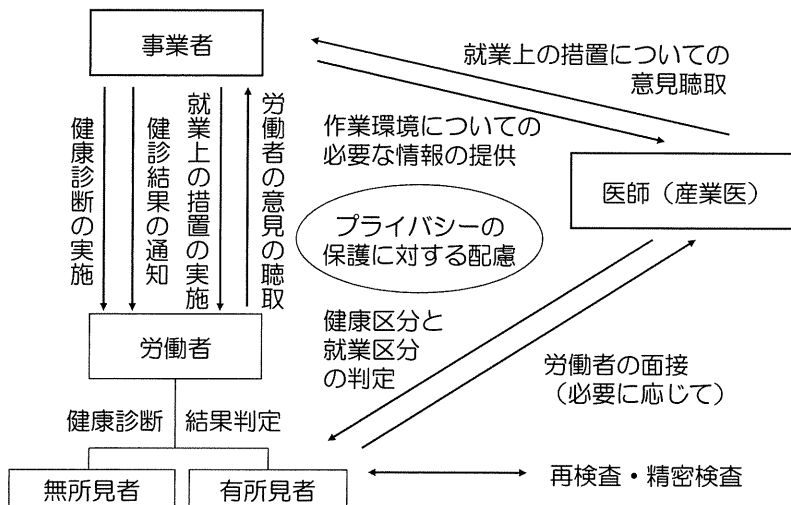 事業者
就業上の措置についての
意見聴取
作業環境についての
必要な情報の提供
健康診断の実施
健診結果の通知
就業上の措置の実施
労働者の意見の聴取
医師（産業医）
プライバシーの
保護に対する配慮
労働者
健康区分と
就業区分
の判定
労働者の面接
（必要に応じて）
健康診断 結果判定
無所見者
有所見者
再検査・精密検査